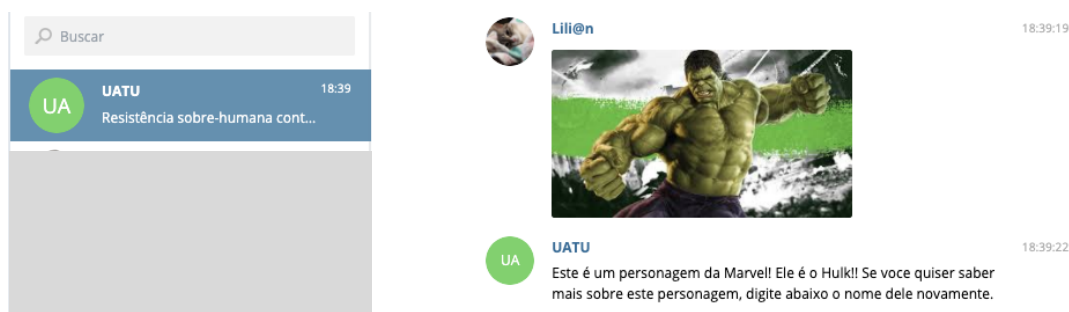 Buscar
UA
UATU
18:39
Resistência sobre-humana cont...
Lili@n
18:39:19
UA
UATU
18:39:22
Este é um personagem da Marvel! Ele é o Hulk!! Se voce quiser saber
mais sobre este personagem, digite abaixo o nome dele novamente.